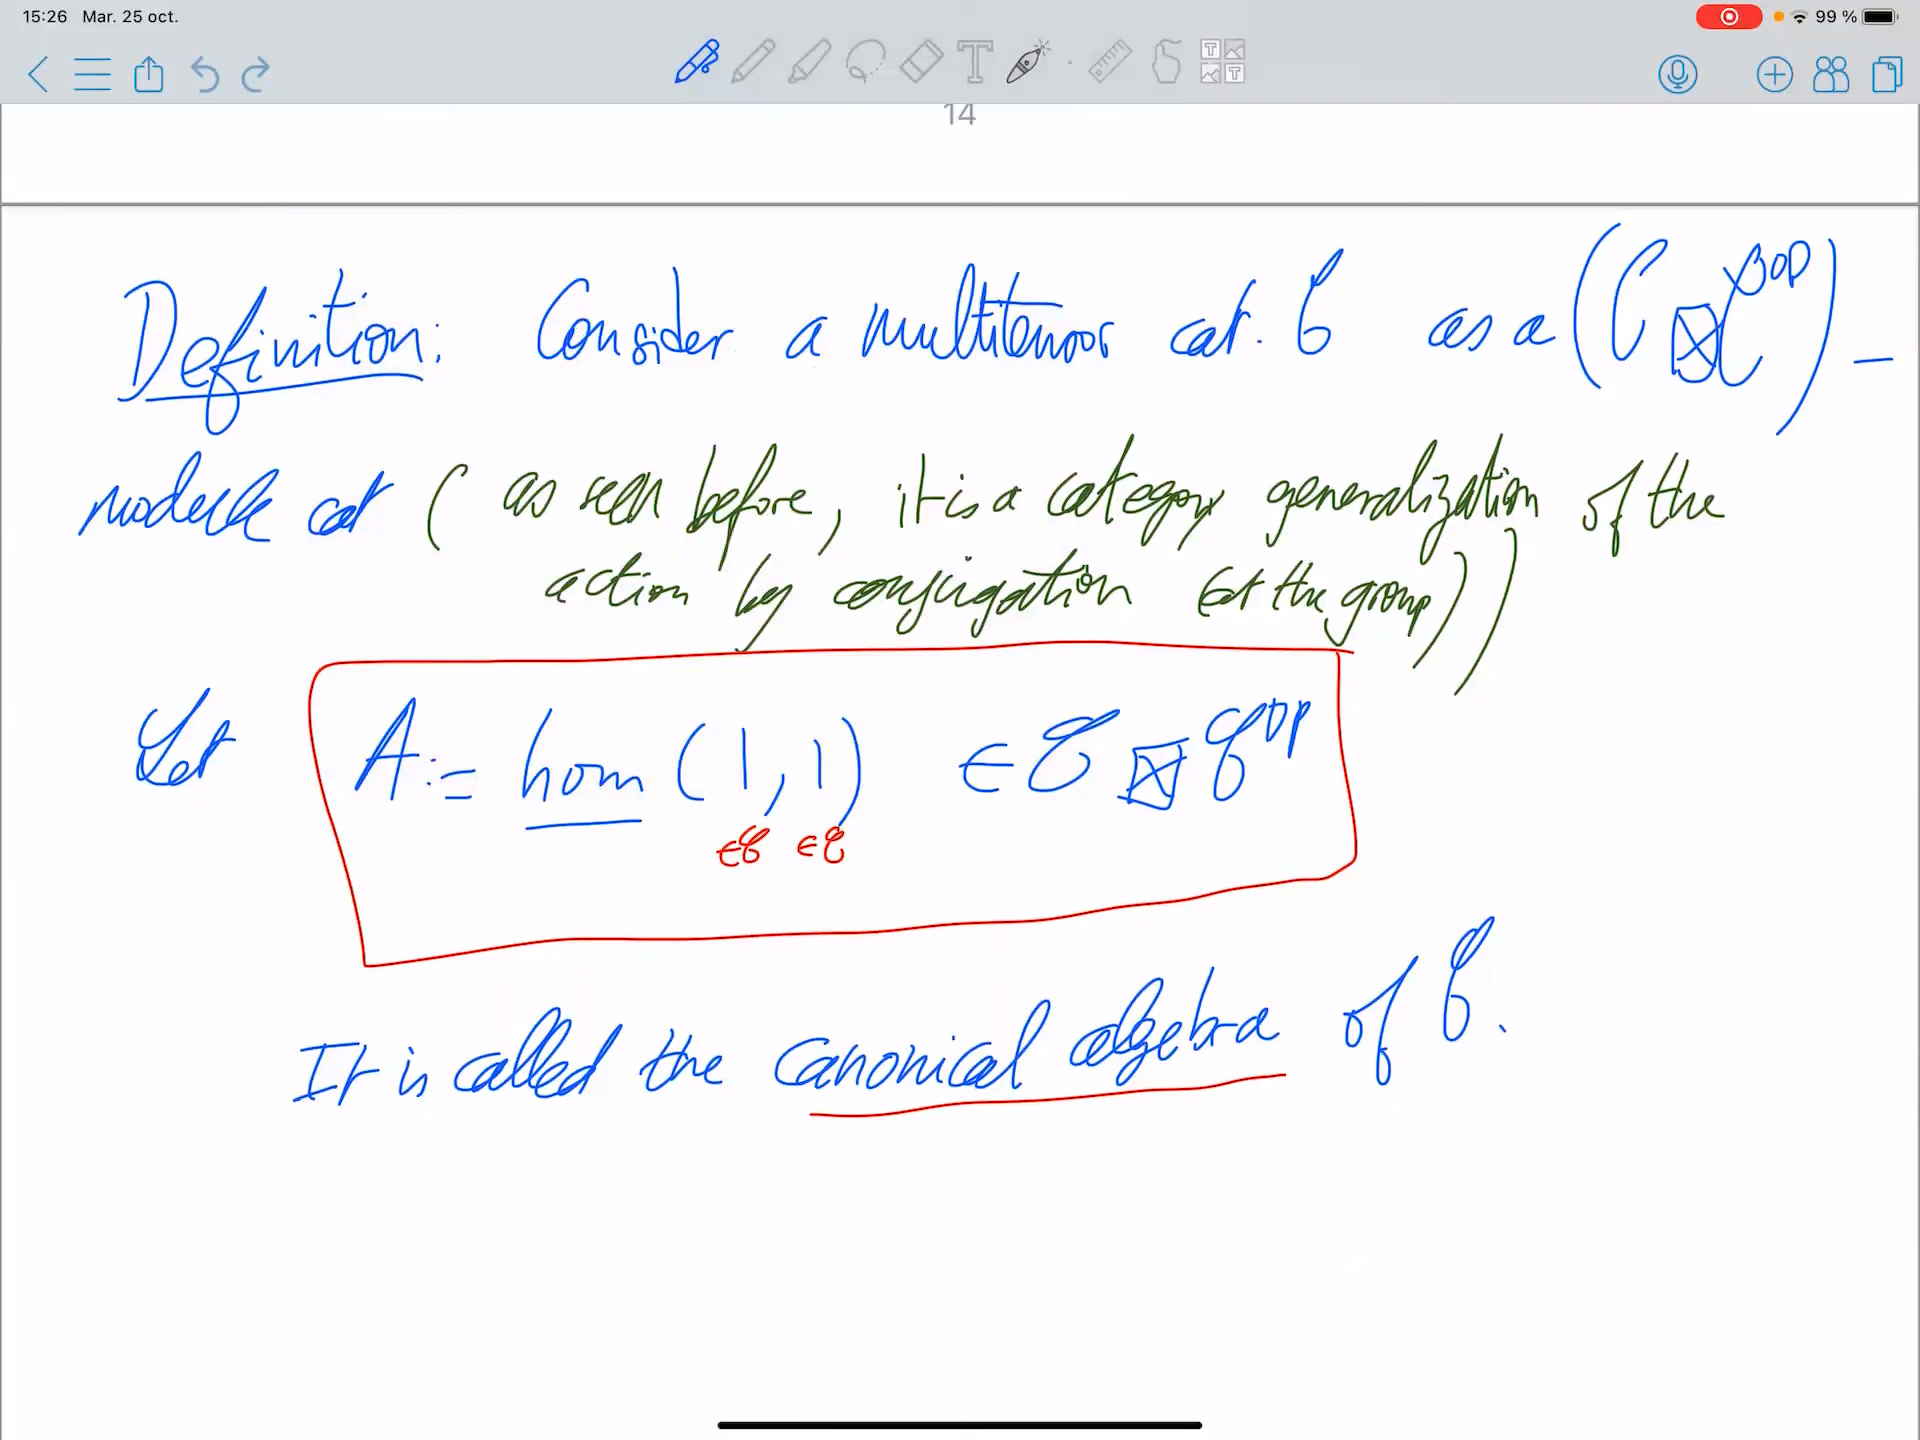 15:26 Mar. 25 oct. 99 %
14
Definition: Consider a multitensor cat. C as a (C ⊠ C^op) -
module cat ( as seen before, it is a category generalization of the
action by conjugation (of the group))
Let A := hom (1, 1) ∈ C ⊠ C^op
∈C ∈C
It is called the canonical algebra of C.